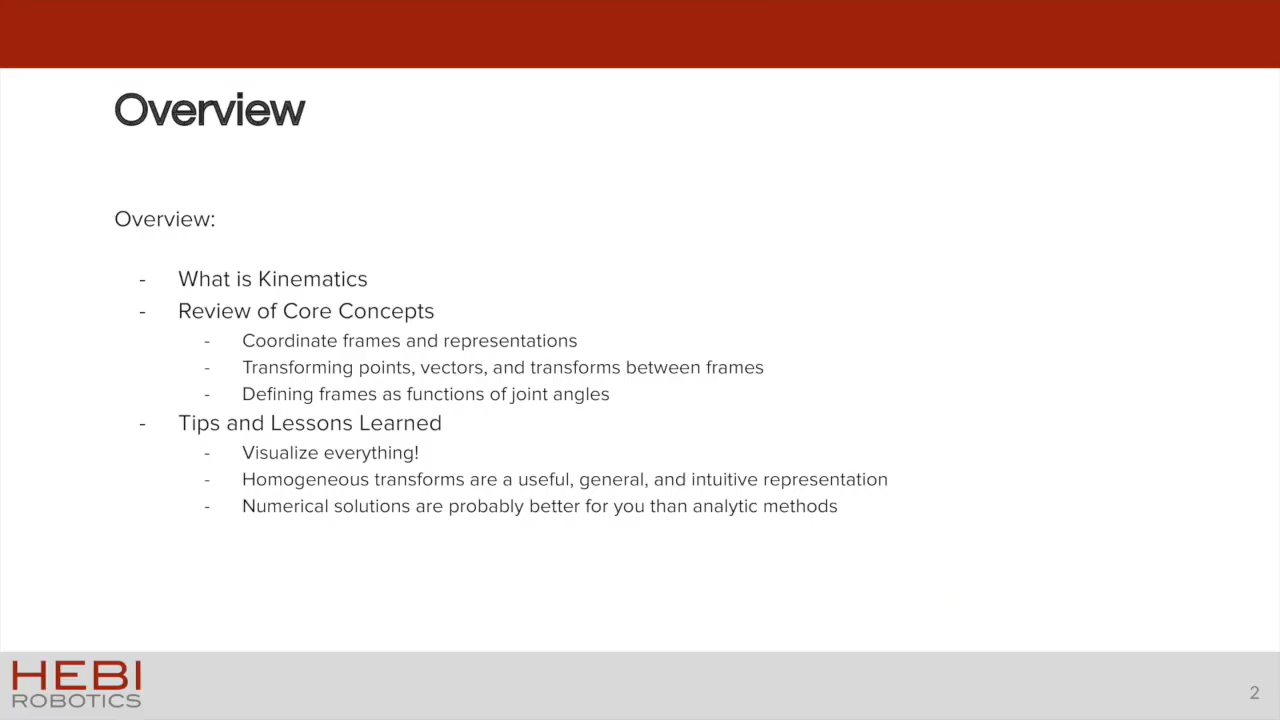 Overview
Overview:
- What is Kinematics
- Review of Core Concepts
- Coordinate frames and representations
- Transforming points, vectors, and transforms between frames
- Defining frames as functions of joint angles
- Tips and Lessons Learned
- Visualize everything!
- Homogeneous transforms are a useful, general, and intuitive representation
- Numerical solutions are probably better for you than analytic methods
HEBI
ROBOTICS
2